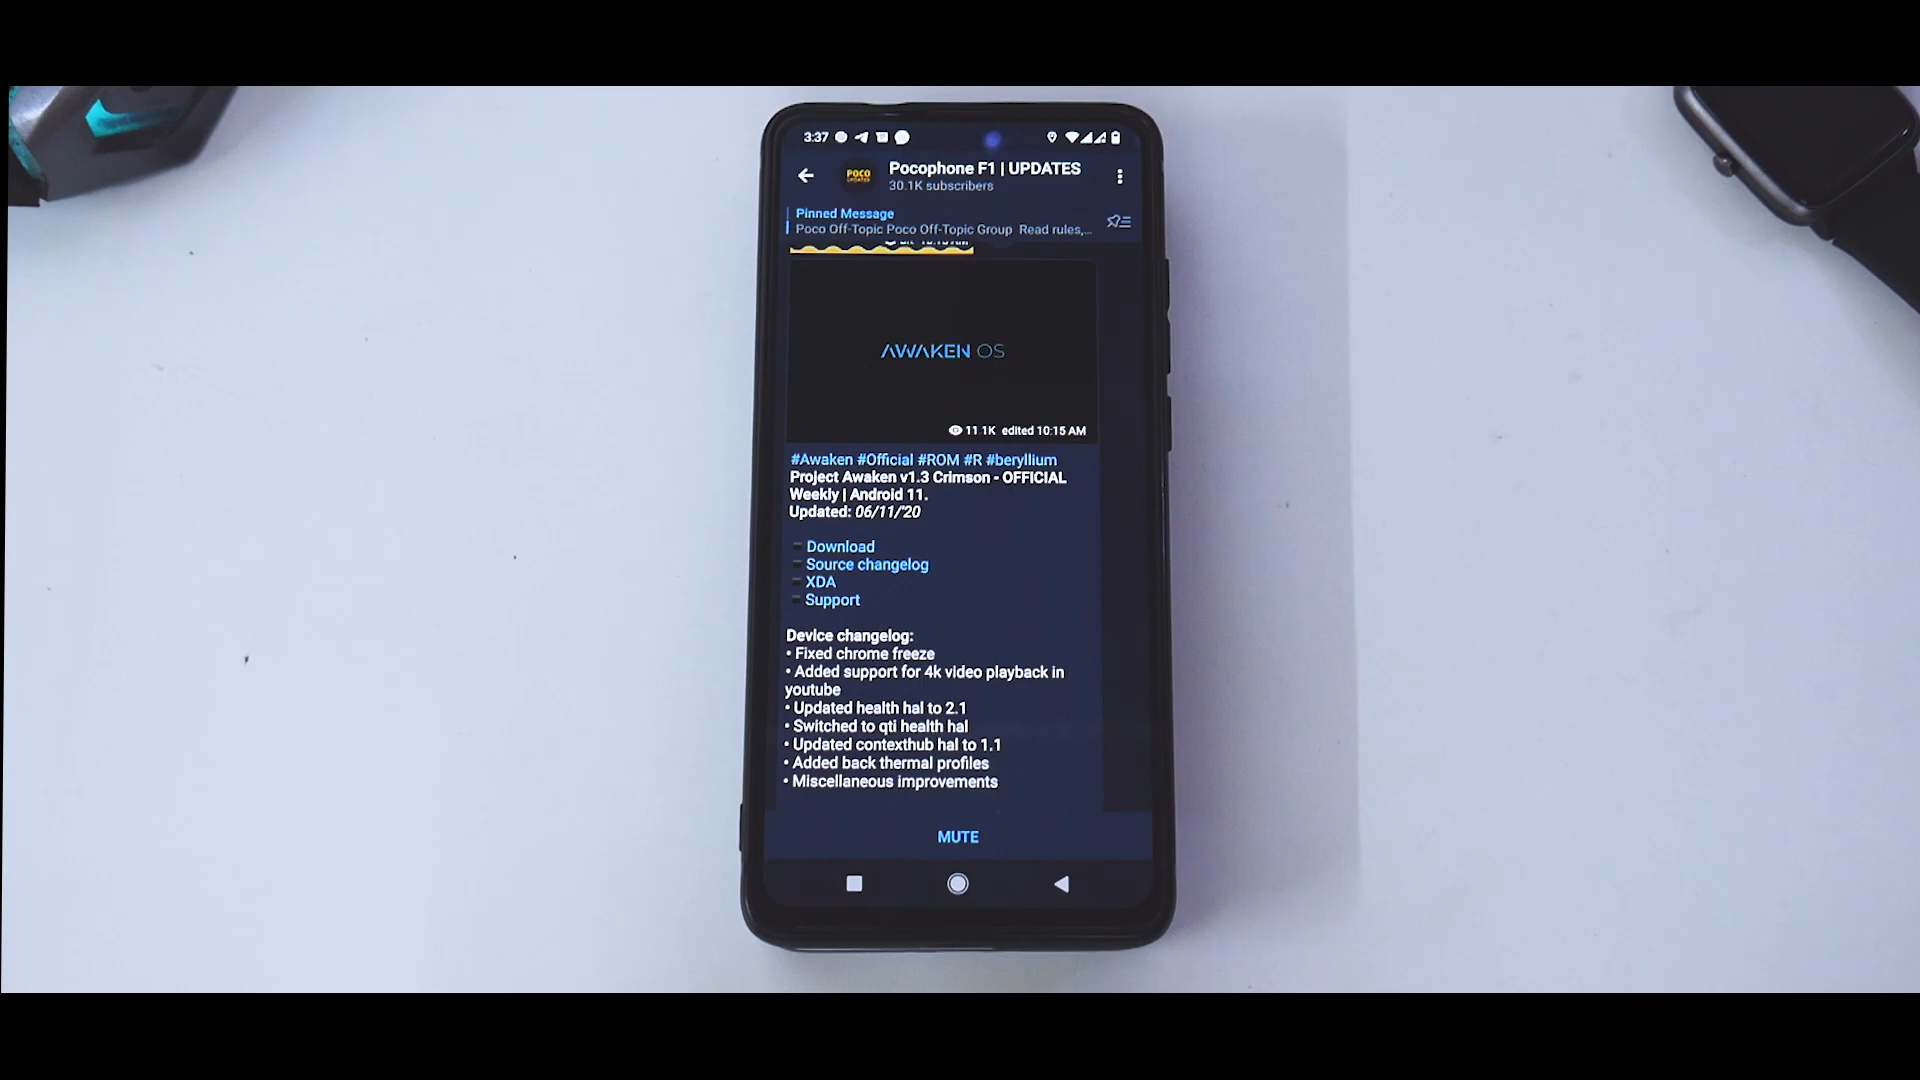 3:37
Pocophone F1 | UPDATES
POCO
UPDATES
30.1K subscribers
Pinned Message
Poco Off-Topic Poco Off-Topic Group Read rules,...
AWAKEN OS
11 1K edited 10:15 AM
#Awaken #Official #ROM #R #beryllium
Project Awaken v1.3 Crimson - OFFICIAL
Weekly | Android 11.
Updated: 06/11/'20
Download
Source changelog
XDA
Support
Device changelog:
• Fixed chrome freeze
• Added support for 4k video playback in
youtube
• Updated health hal to 2.1
• Switched to qti health hal
• Updated contexthub hal to 1.1
• Added back thermal profiles
• Miscellaneous improvements
MUTE